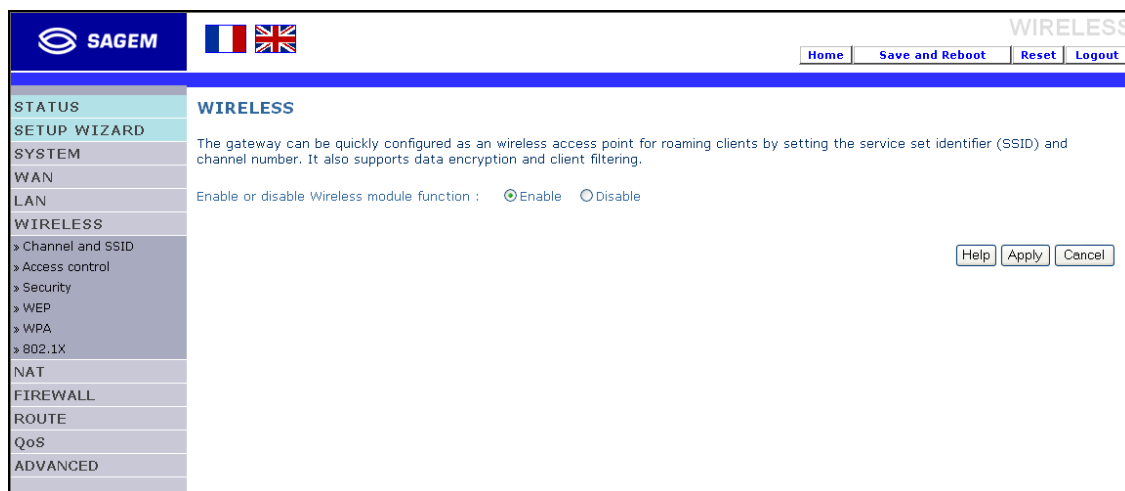 SAGEM
WIRELESS
Home Save and Reboot Reset Logout
STATUS
SETUP WIZARD
SYSTEM
WAN
LAN
WIRELESS
» Channel and SSID
» Access control
» Security
» WEP
» WPA
» 802.1X
NAT
FIREWALL
ROUTE
QoS
ADVANCED
WIRELESS
The gateway can be quickly configured as an wireless access point for roaming clients by setting the service set identifier (SSID) and
channel number. It also supports data encryption and client filtering.
Enable or disable Wireless module function : Enable Disable
Help Apply Cancel